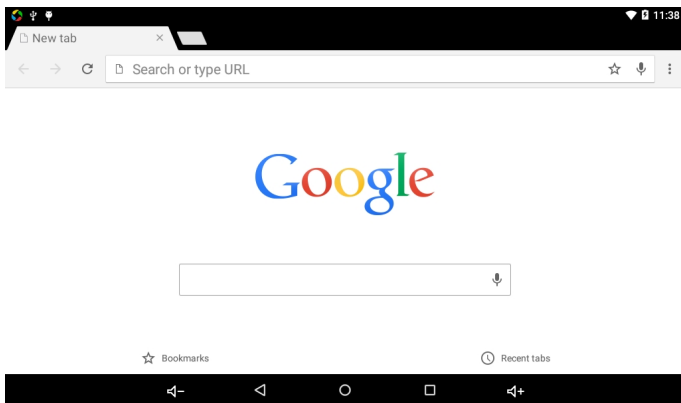 11:38
New tab
Search or type URL
Google
Bookmarks
Recent tabs